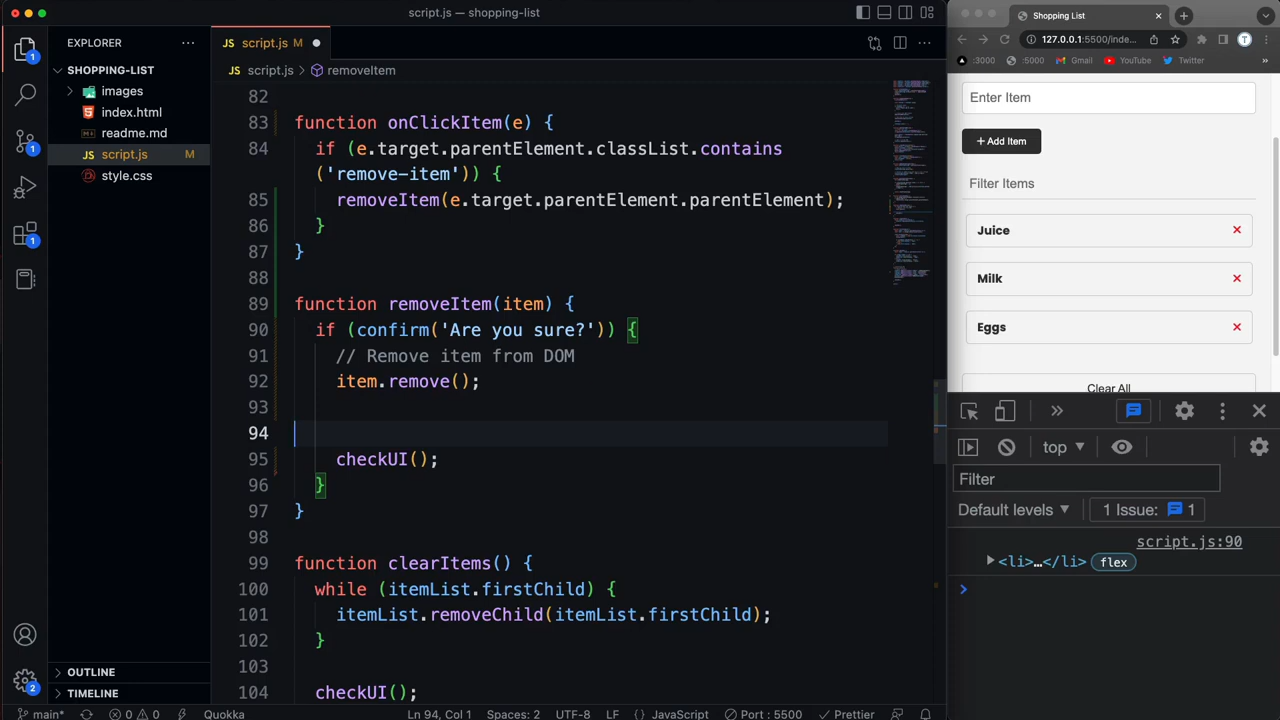 script.js — shopping-list
EXPLORER
SHOPPING-LIST
images
index.html
readme.md
JS script.js M
style.css
OUTLINE
TIMELINE
1
1
1
2
JS script.js M
JS script.js > removeItem
82
83 function onClickItem(e) {
84 if (e.target.parentElement.classList.contains
('remove-item')) {
85 removeItem(e.target.parentElement.parentElement);
86 }
87 }
88
89 function removeItem(item) {
90 if (confirm('Are you sure?')) {
91 // Remove item from DOM
92 item.remove();
93
94
95 checkUI();
96 }
97 }
98
99 function clearItems() {
100 while (itemList.firstChild) {
101 itemList.removeChild(itemList.firstChild);
102 }
103
104 checkUI();
main* 0 0 Quokka Ln 94, Col 1 Spaces: 2 UTF-8 LF {} JavaScript Port : 5500 Prettier
Shopping List
127.0.0.1:5500/inde... T
:3000 :5000 Gmail YouTube Twitter »
Enter Item
+ Add Item
Filter Items
Juice
Milk
Eggs
Clear All
top
Filter
Default levels 1 Issue: 1
script.js:90
<li>…</li> flex